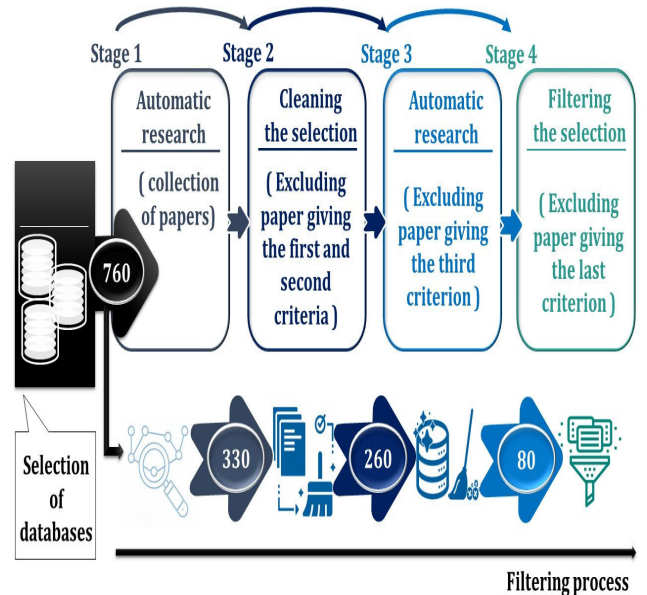 Stage 1
Stage 2
Stage 3
Stage 4
Automatic
research
( collection
of papers)
Cleaning
the selection
( Excluding
paper giving
the first and
second
criteria )
Automatic
research
( Excluding
paper giving
the third
criterion )
Filtering
the selection
( Excluding
paper giving
the last
criterion )
760
330
260
80
Selection
of
databases
Filtering process